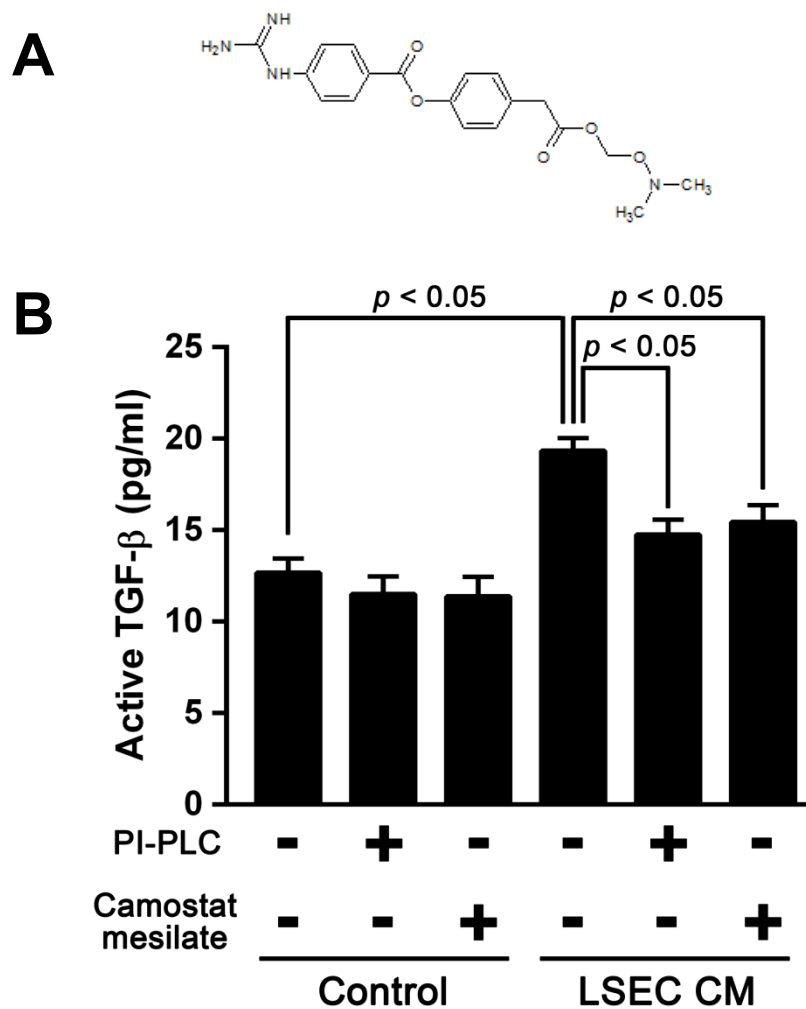 A
NH
H₂N
NH
O
O
O
O
O
N
CH₃
H₃C
B
p < 0.05
p < 0.05
p < 0.05
Active TGF-β (pg/ml)
25
20
15
10
5
0
PI-PLC - + - - + -
Camostat
mesilate - - + - - +
Control
LSEC CM